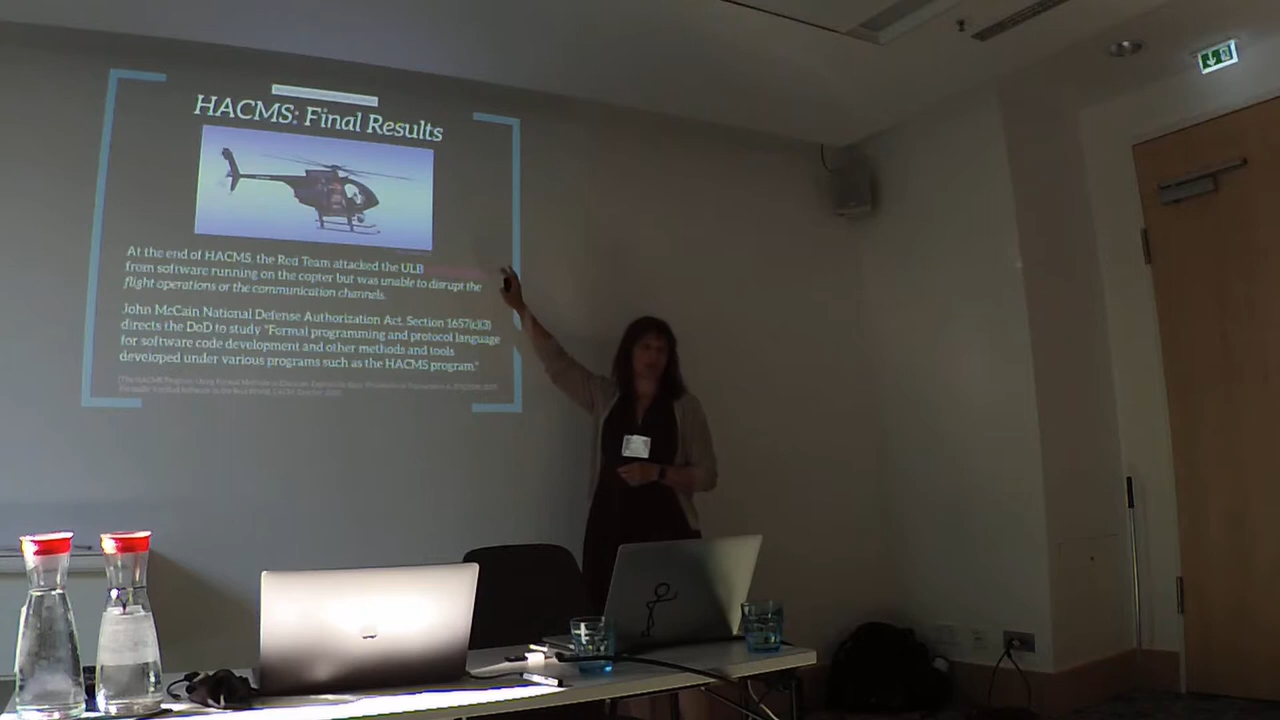 HACMS: Final Results
At the end of HACMS, the Red Team attacked the ULB
from software running on the copter but was unable to disrupt the
flight operations or the communication channels.
John McCain National Defense Authorization Act. Section 1657(c)(3)
directs the DoD to study "Formal programming and protocol language
for software code development and other methods and tools
developed under various programs such as the HACMS program."